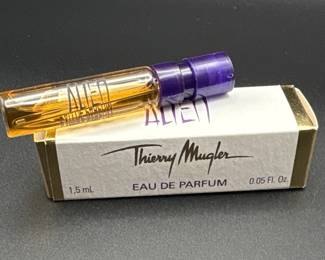 ALIEN
ALIEN
Thierry Mugler
EAU DE PARFUM
1,5 mL
0.05 Fl. Oz.